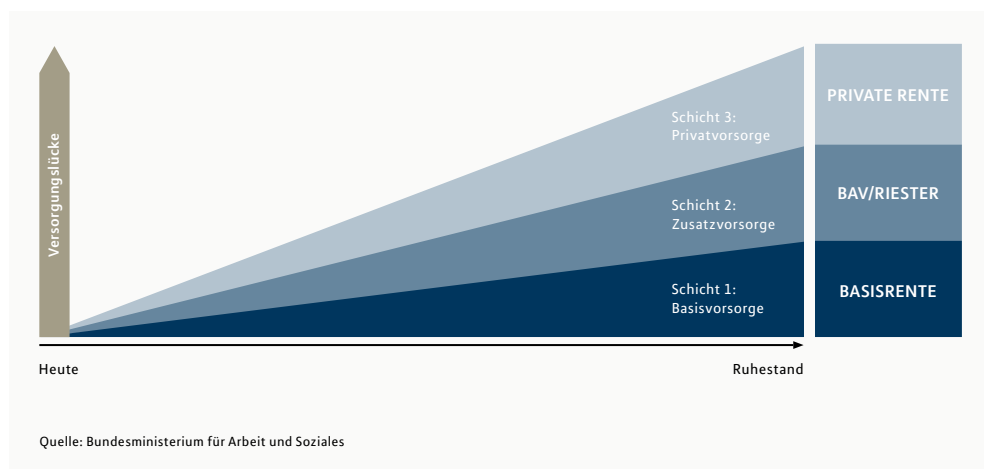 Versorgungslücke
Schicht 3:
Privatvorsorge
PRIVATE RENTE
Schicht 2:
Zusatzvorsorge
BAV/RIESTER
Schicht 1:
Basisvorsorge
BASISRENTE
Heute
Ruhestand
Quelle: Bundesministerium für Arbeit und Soziales